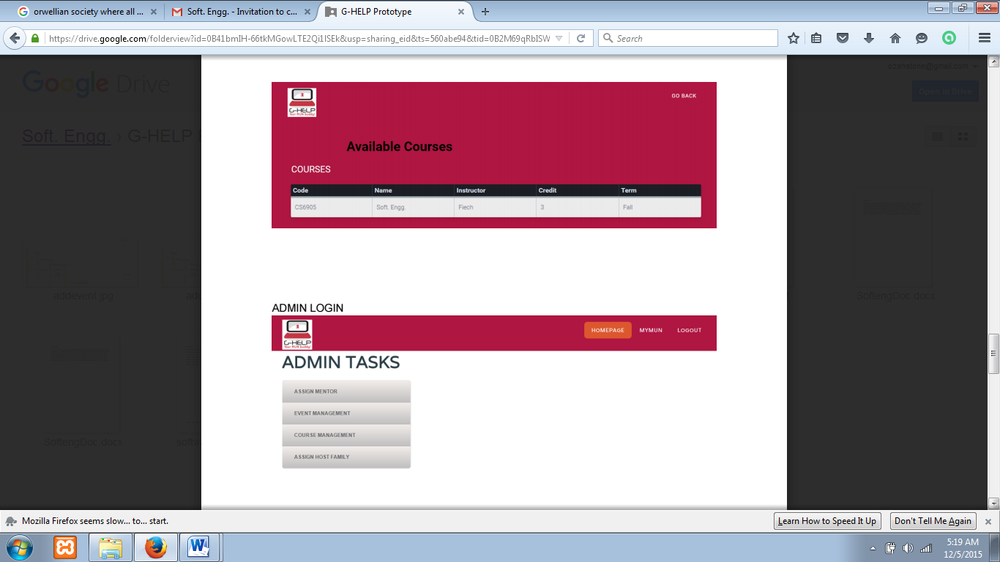 orwellian society where all ...
Soft. Engg. - Invitation to c...
G-HELP Prototype
https://drive.google.com/folderview?id=0B41bmIH-66tkMGowLTE2Qi1ISEk&usp=sharing_eid&ts=560abe94&tid=0B2M69qRbISW
Search
Google Drive
@gmail.com
Open in Drive
Soft. Engg. › G-HELP
G-HELP
Your MUN buddy!
GO BACK
Available Courses
COURSES
Code Name Instructor Credit Term
CS6905 Soft. Engg. Fiech 3 Fall
addevent.jpg
SoftengDoc.docx
ADMIN LOGIN
G-HELP
Your MUN buddy!
HOMEPAGE MYMUN LOGOUT
ADMIN TASKS
ASSIGN MENTOR
EVENT MANAGEMENT
COURSE MANAGEMENT
ASSIGN HOST FAMILY
SoftengDoc.docx
Mozilla Firefox seems slow... to... start.
Learn How to Speed It Up
Don't Tell Me Again
5:19 AM
12/5/2015